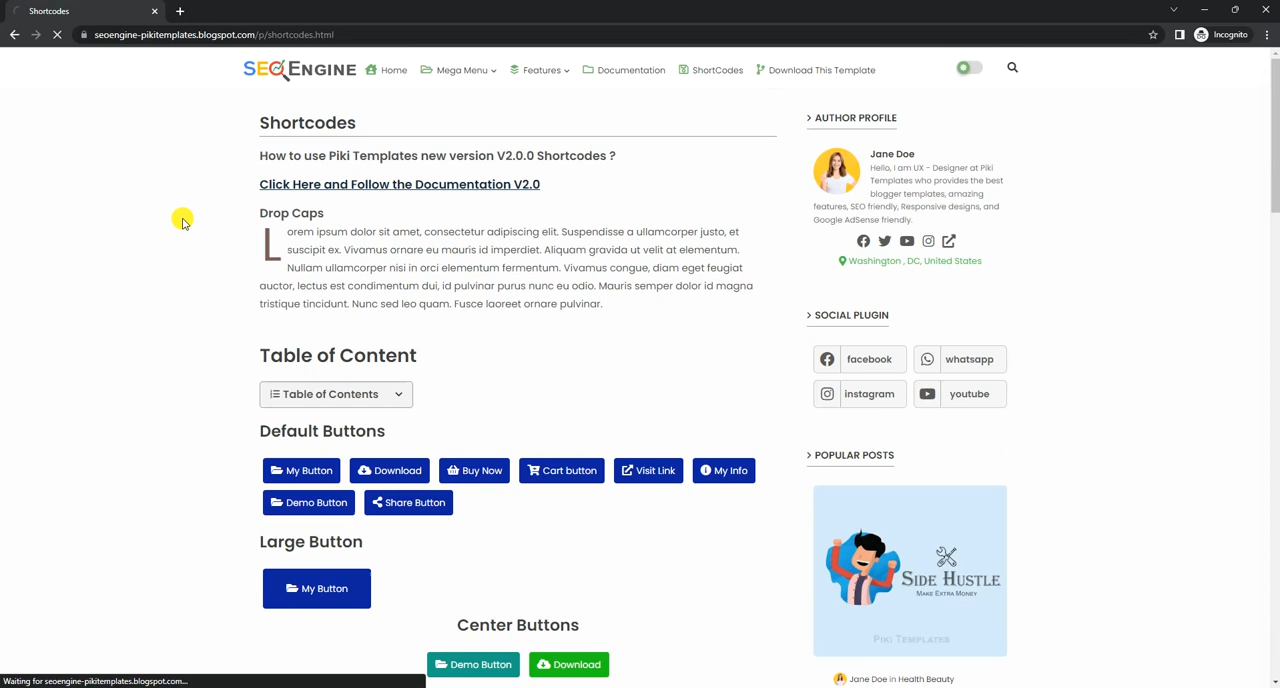 Shortcodes
seoengine-pikitemplates.blogspot.com/p/shortcodes.html
Incognito
SEOENGINE
Home
Mega Menu
Features
Documentation
ShortCodes
Download This Template
Shortcodes
How to use Piki Templates new version V2.0.0 Shortcodes ?
Click Here and Follow the Documentation V2.0
Drop Caps
Lorem ipsum dolor sit amet, consectetur adipiscing elit. Suspendisse a ullamcorper justo, et
suscipit ex. Vivamus ornare eu mauris id imperdiet. Aliquam gravida ut velit at elementum.
Nullam ullamcorper nisi in orci elementum fermentum. Vivamus congue, diam eget feugiat
auctor, lectus est condimentum dui, id pulvinar purus nunc eu odio. Mauris semper dolor id magna
tristique tincidunt. Nunc sed leo quam. Fusce laoreet ornare pulvinar.
Table of Content
Table of Contents
Default Buttons
My Button
Download
Buy Now
Cart button
Visit Link
My Info
Demo Button
Share Button
Large Button
My Button
Center Buttons
Demo Button
Download
AUTHOR PROFILE
Jane Doe
Hello, I am UX - Designer at Piki
Templates who provides the best
blogger templates, amazing
features, SEO friendly, Responsive designs, and
Google AdSense friendly.
Washington , DC, United States
SOCIAL PLUGIN
facebook
whatsapp
instagram
youtube
POPULAR POSTS
SIDE HUSTLE
MAKE EXTRA MONEY
PIKI TEMPLATES
Jane Doe in Health Beauty
Waiting for seoengine-pikitemplates.blogspot.com...